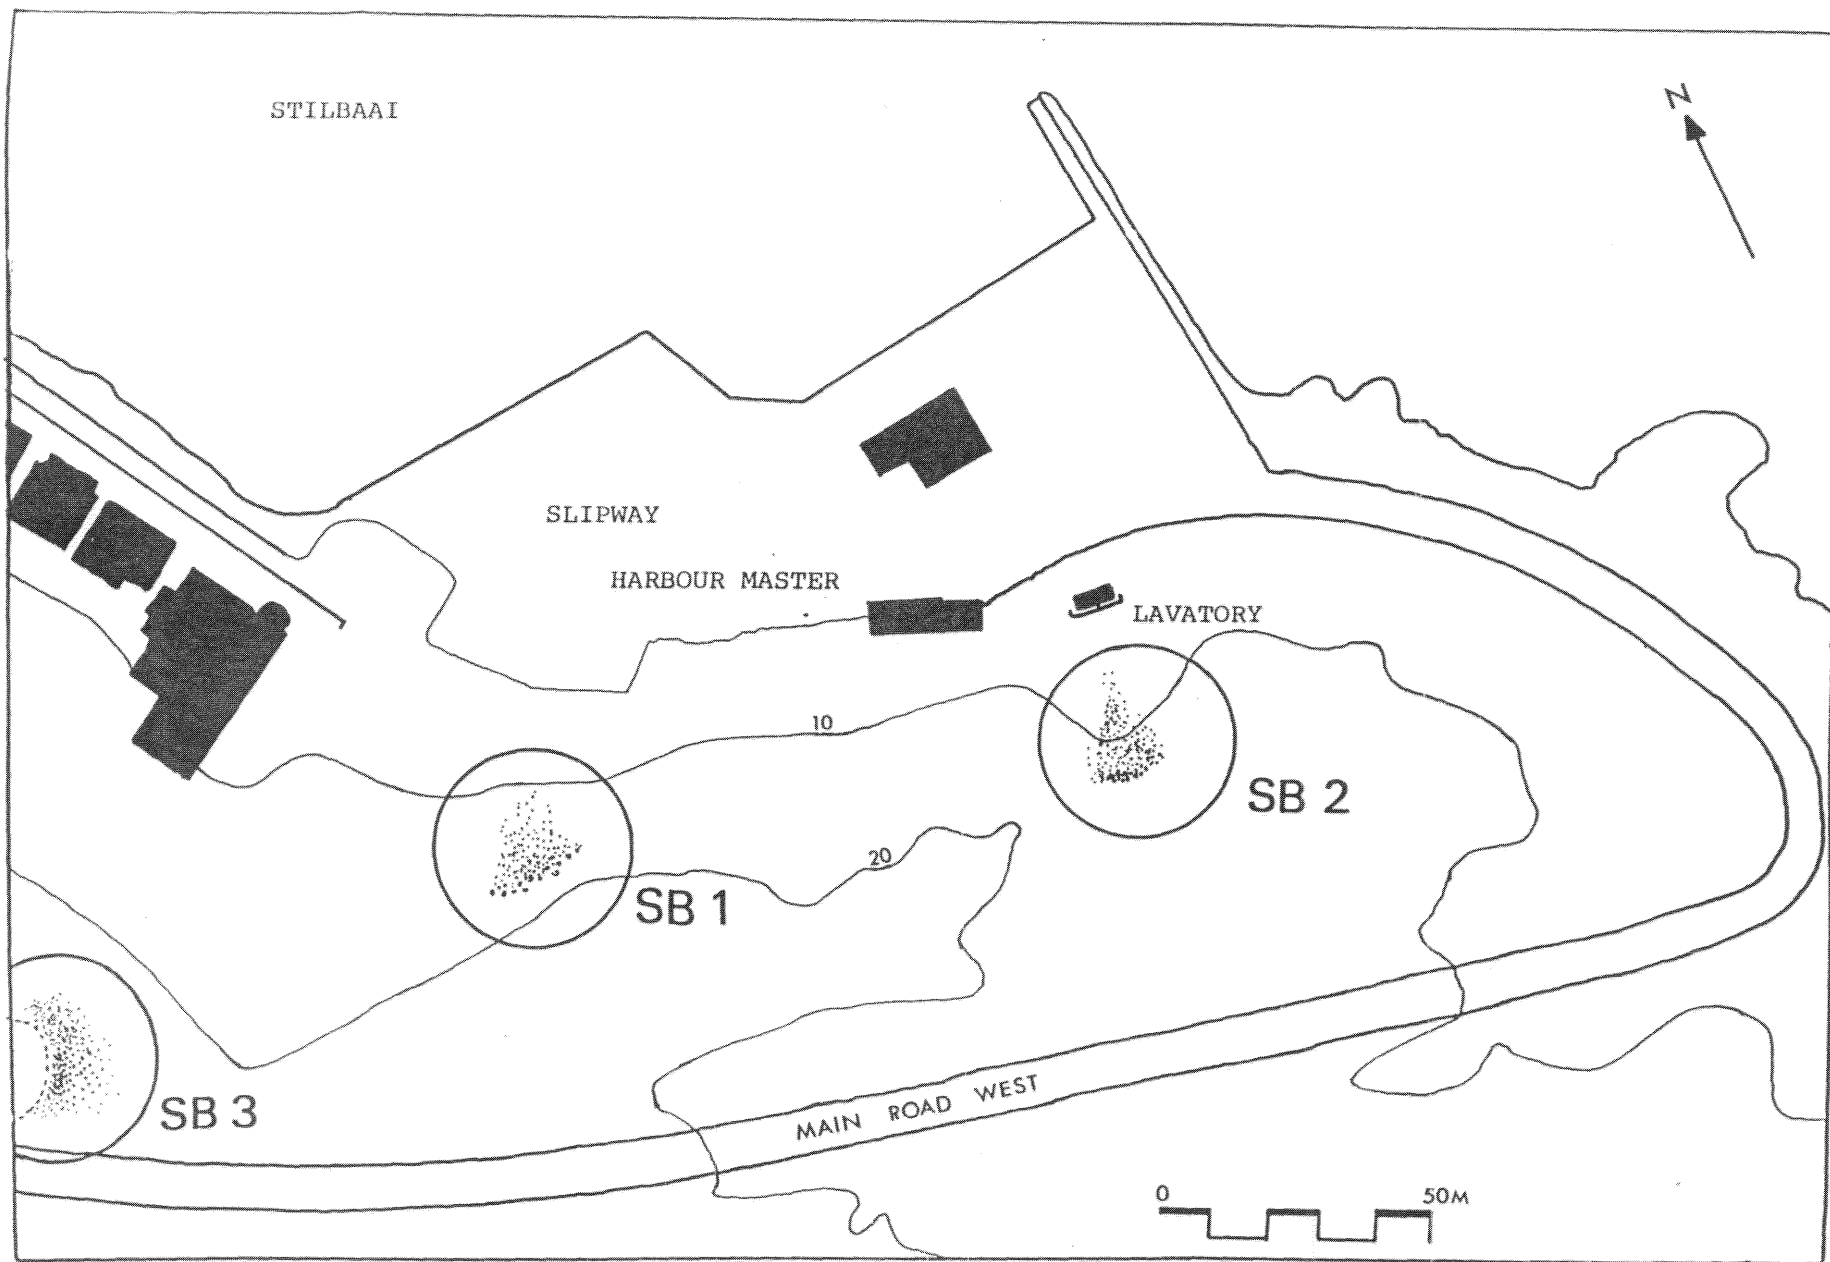 STILBAAI
N
SLIPWAY
HARBOUR MASTER
LAVATORY
10
SB 2
20
SB 1
SB 3
MAIN ROAD WEST
0 50M